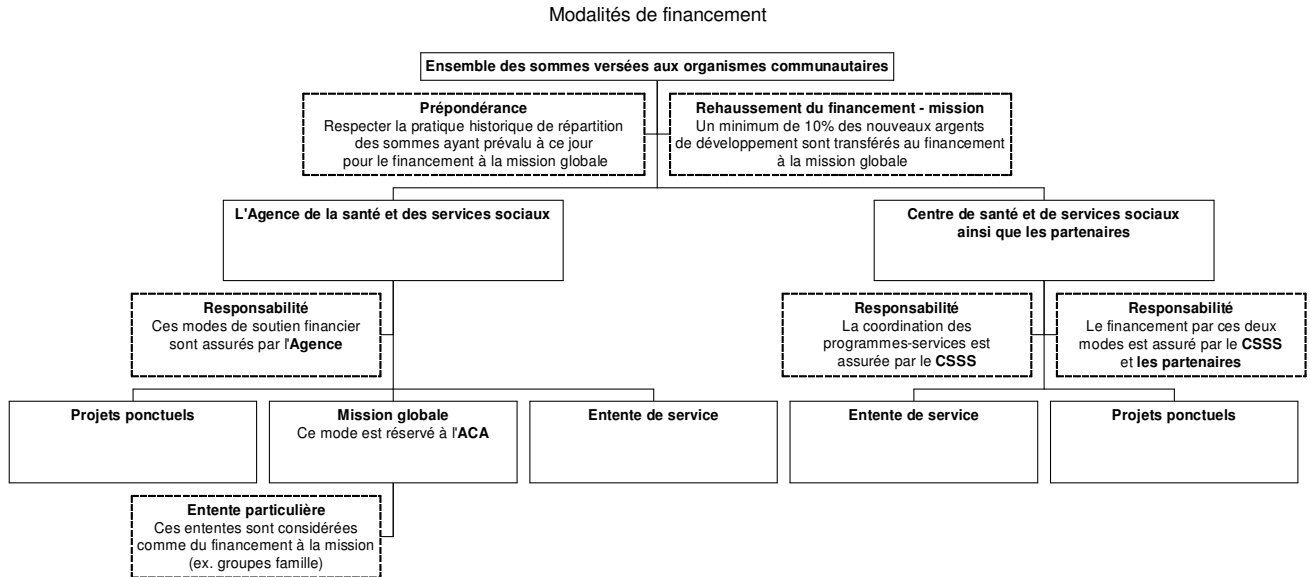 Modalités de financement
Ensemble des sommes versées aux organismes communautaires
Prépondérance
Respecter la pratique historique de répartition
des sommes ayant prévalu à ce jour
pour le financement à la mission globale
Rehaussement du financement - mission
Un minimum de 10% des nouveaux argents
de développement sont transférés au financement
à la mission globale
L'Agence de la santé et des services sociaux
Centre de santé et de services sociaux
ainsi que les partenaires
Responsabilité
Ces modes de soutien financier
sont assurés par l'Agence
Responsabilité
La coordination des
programmes-services est
assurée par le CSSS
Responsabilité
Le financement par ces deux
modes est assuré par le CSSS
et les partenaires
Projets ponctuels
Mission globale
Ce mode est réservé à l'ACA
Entente de service
Entente de service
Projets ponctuels
Entente particulière
Ces ententes sont considérées
comme du financement à la mission
(ex. groupes famille)